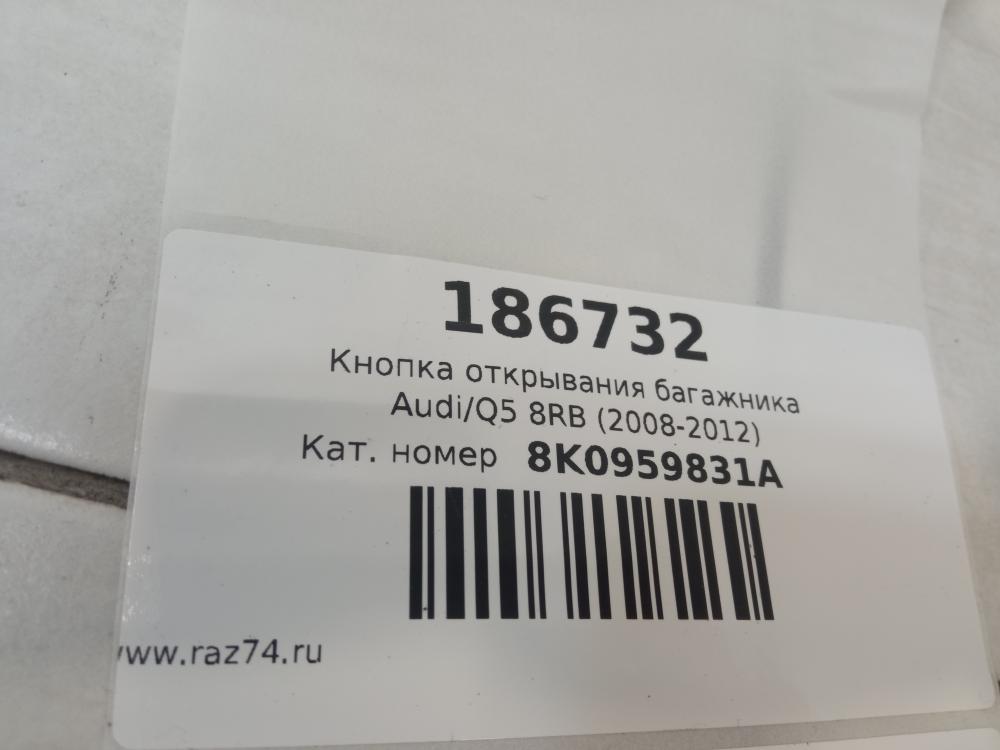 186732
Кнопка открывания багажника
Audi/Q5 8RB (2008-2012)
Кат. номер 8K0959831A
www.raz74.ru